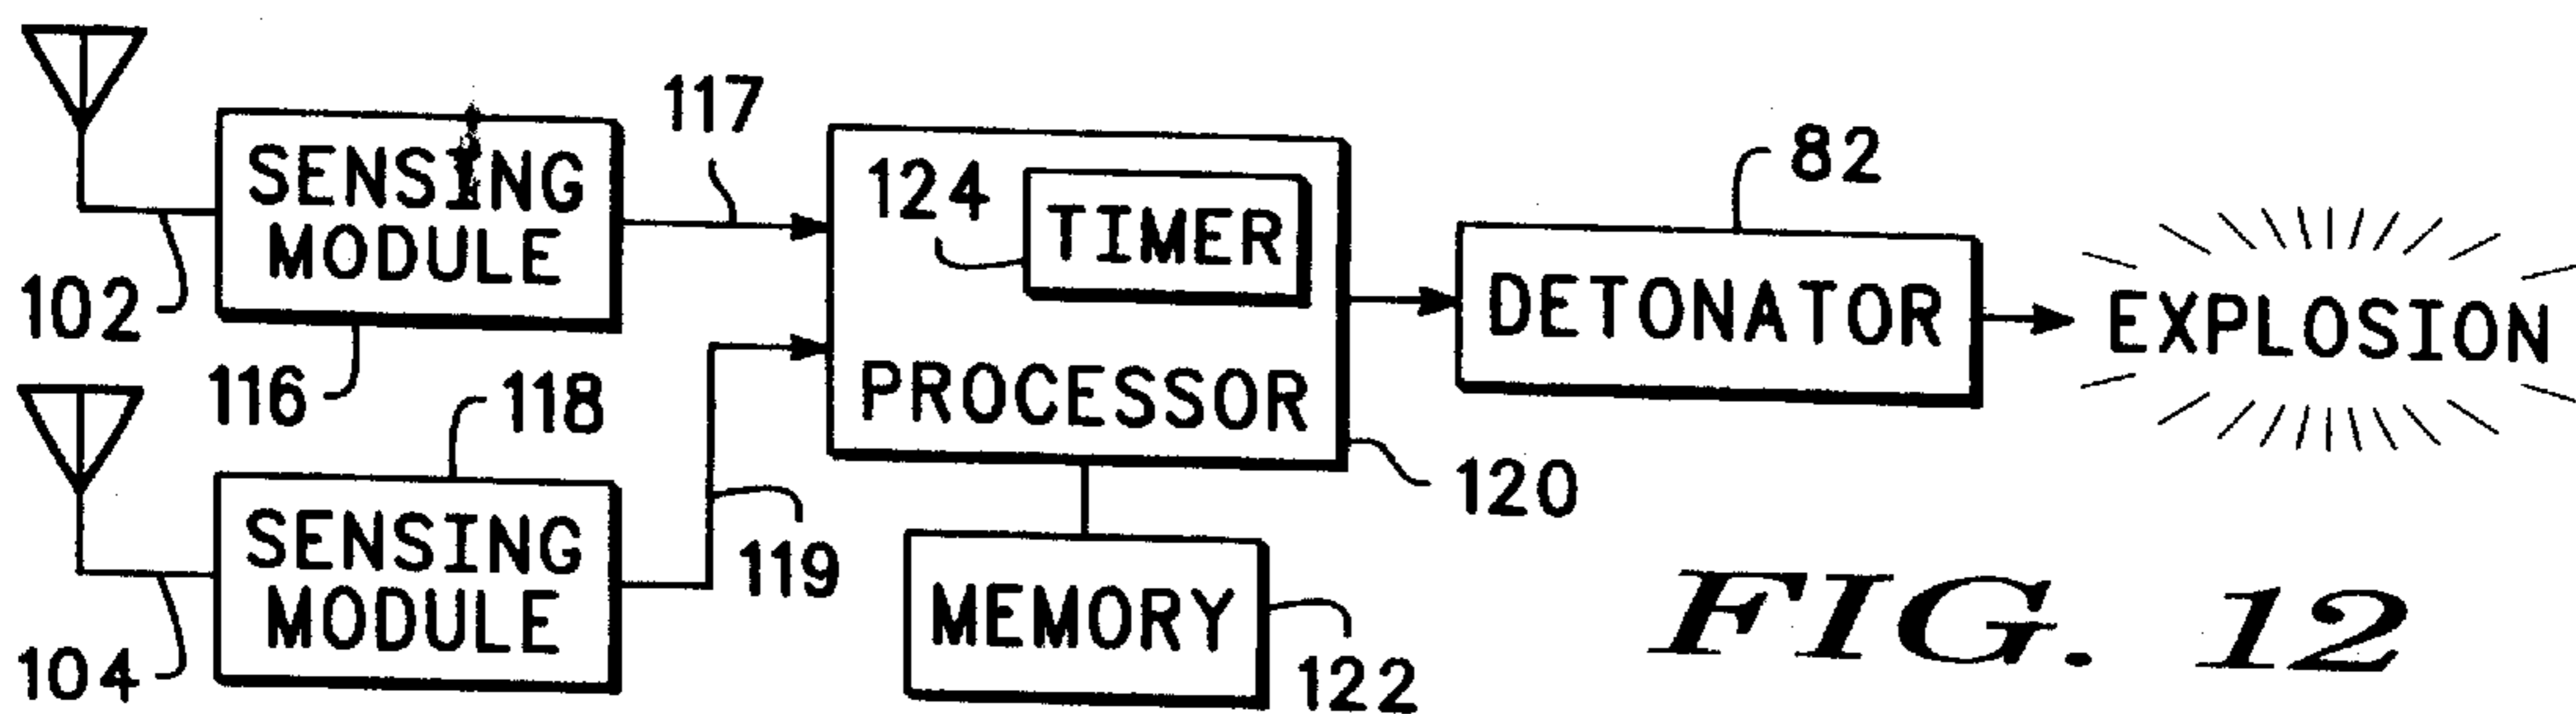 117
SENSING
MODULE
102
116
124
TIMER
PROCESSOR
82
DETONATOR
EXPLOSION
118
120
SENSING
MODULE
104
119
MEMORY
122
FIG. 12